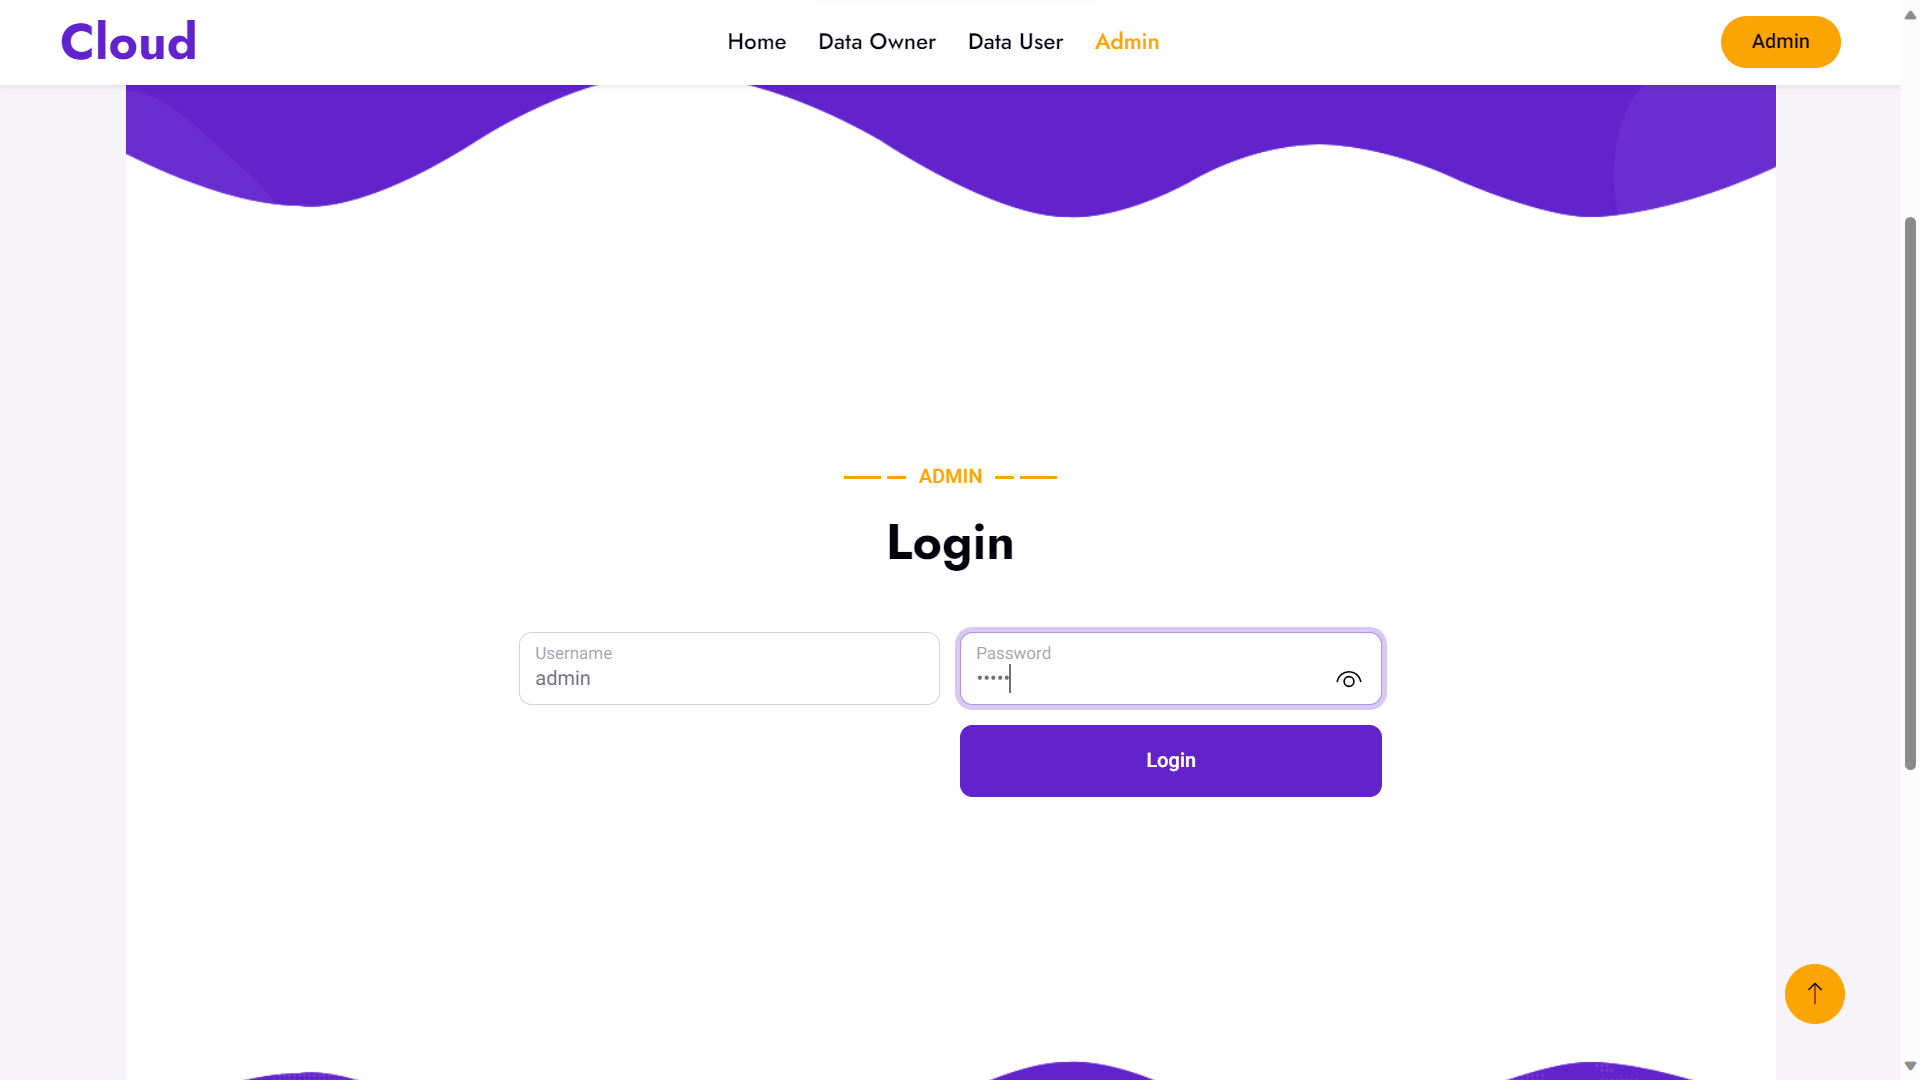 Cloud
Home
Data Owner
Data User
Admin
Admin
ADMIN
Login
Username
admin
Password
•••••
Login